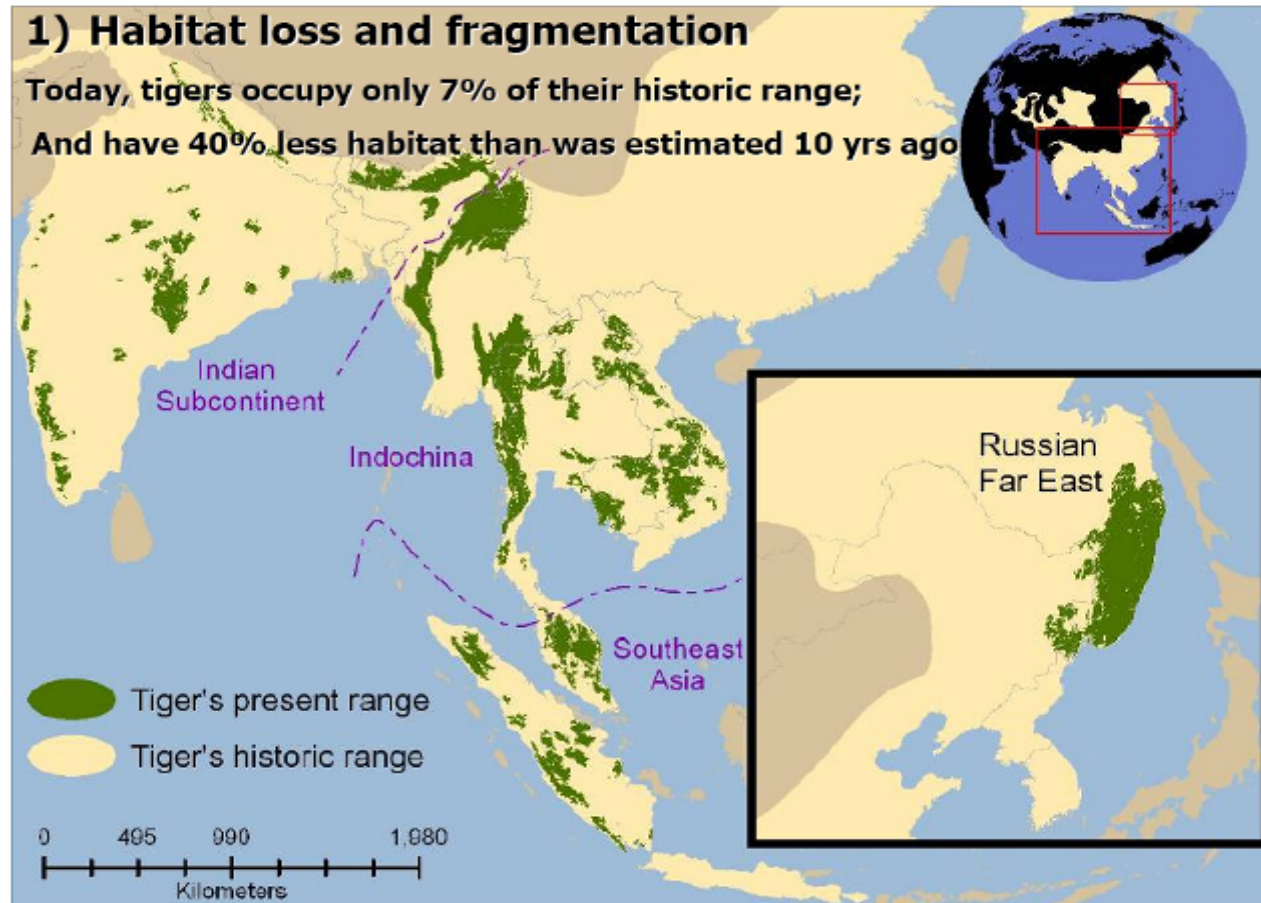 1) Habitat loss and fragmentation
Today, tigers occupy only 7% of their historic range;
And have 40% less habitat than was estimated 10 yrs ago
Indian
Subcontinent
Indochina
Russian
Far East
Southeast
Asia
Tiger's present range
Tiger's historic range
0 495 990 1,980
Kilometers